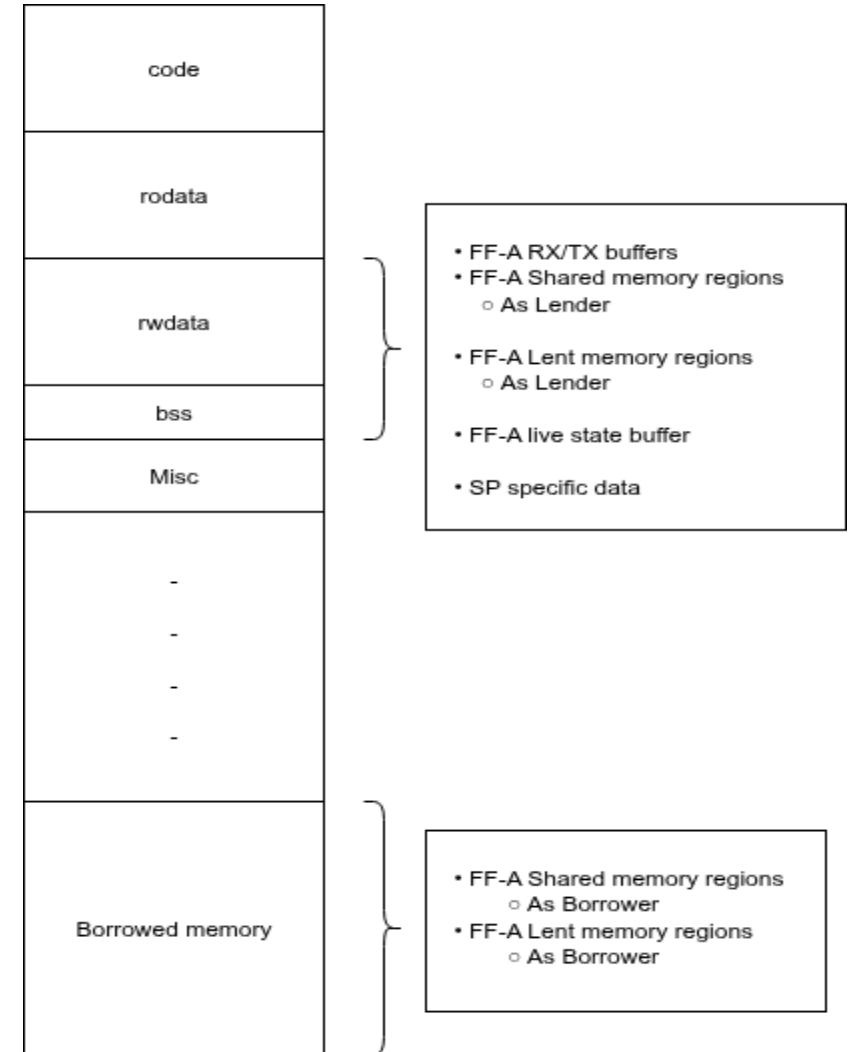 code
rodata
rwdata
bss
Misc
-
-
-
-
Borrowed memory
• FF-A RX/TX buffers
• FF-A Shared memory regions
○ As Lender
• FF-A Lent memory regions
○ As Lender
• FF-A live state buffer
• SP specific data
• FF-A Shared memory regions
○ As Borrower
• FF-A Lent memory regions
○ As Borrower